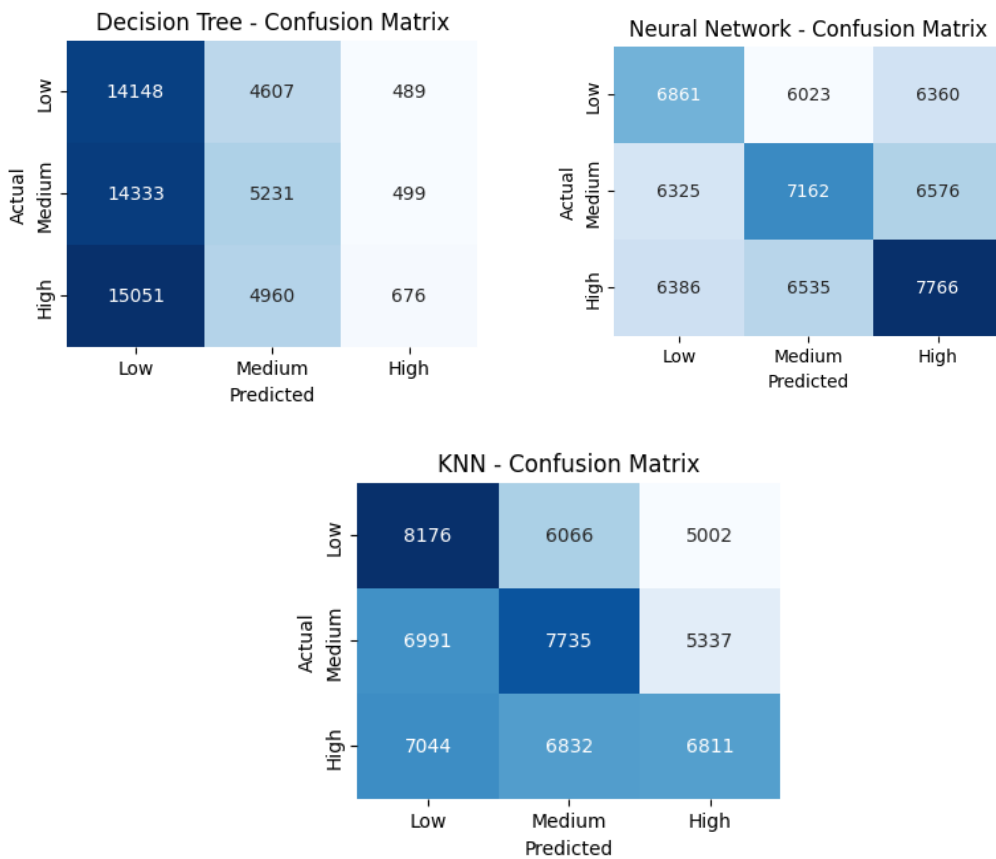 Decision Tree - Confusion Matrix
Low 14148 4607 489
Medium 14333 5231 499
High 15051 4960 676
Actual
Low Medium High
Predicted
Neural Network - Confusion Matrix
Low 6861 6023 6360
Medium 6325 7162 6576
High 6386 6535 7766
Actual
Low Medium High
Predicted
KNN - Confusion Matrix
Low 8176 6066 5002
Medium 6991 7735 5337
High 7044 6832 6811
Actual
Low Medium High
Predicted